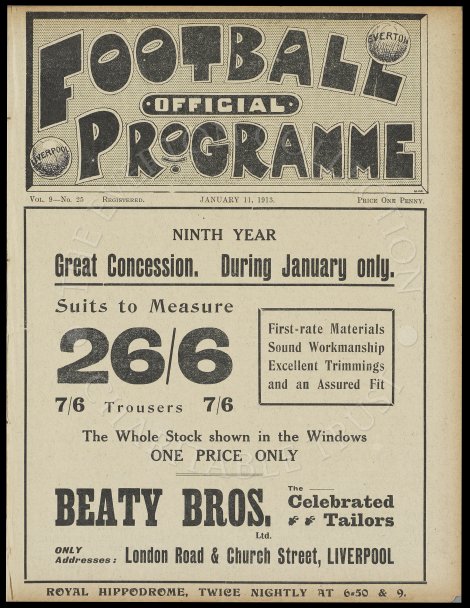 FOOTBALL
EVERTON
OFFICIAL
LIVERPOOL
PROGRAMME
VOL. 9—No. 25 REGISTERED. JANUARY 11, 1913. PRICE ONE PENNY.
NINTH YEAR
Great Concession. During January only.
Suits to Measure
26/6
7/6 Trousers 7/6
First-rate Materials
Sound Workmanship
Excellent Trimmings
and an Assured Fit
The Whole Stock shown in the Windows
ONE PRICE ONLY
BEATY BROS. Ltd.
The Celebrated
Tailors
ONLY Addresses: London Road & Church Street, LIVERPOOL
ROYAL HIPPODROME, TWICE NIGHTLY AT 6-50 & 9.